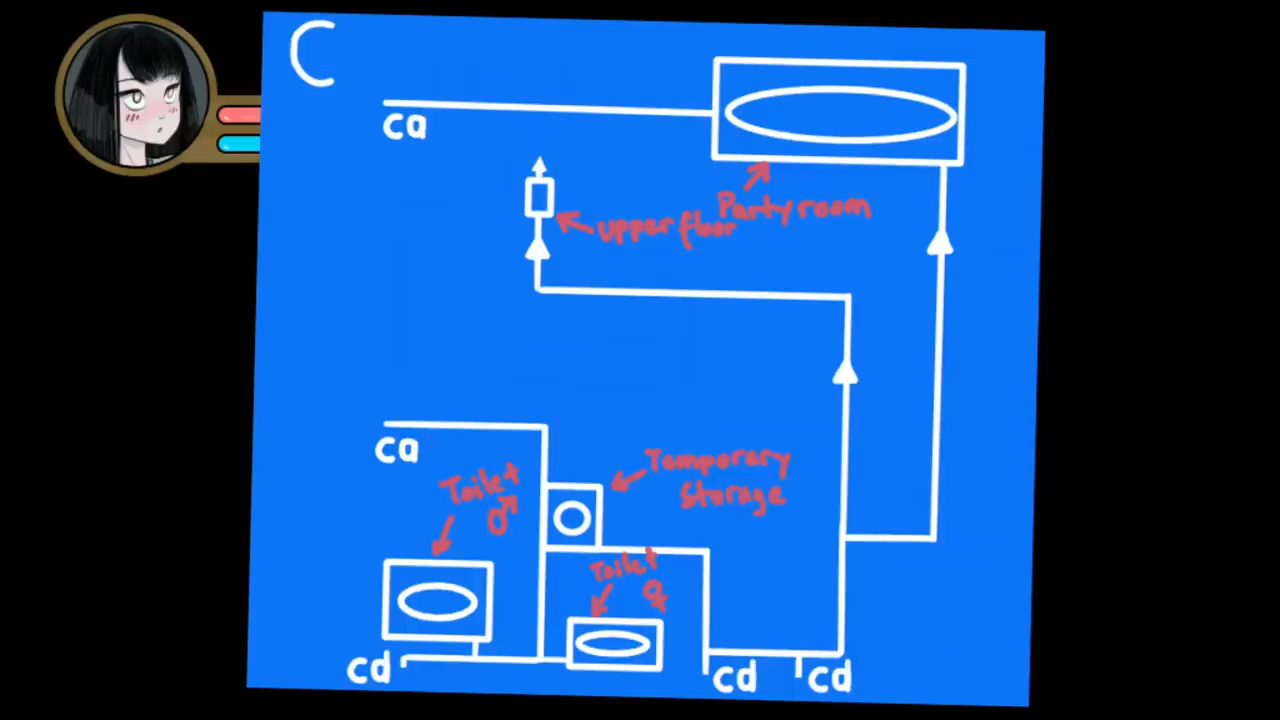 C
ca
Party room
upper floor
ca
Temporary
Storage
Toilet
♂
Toilet
♀
cd
cd
cd